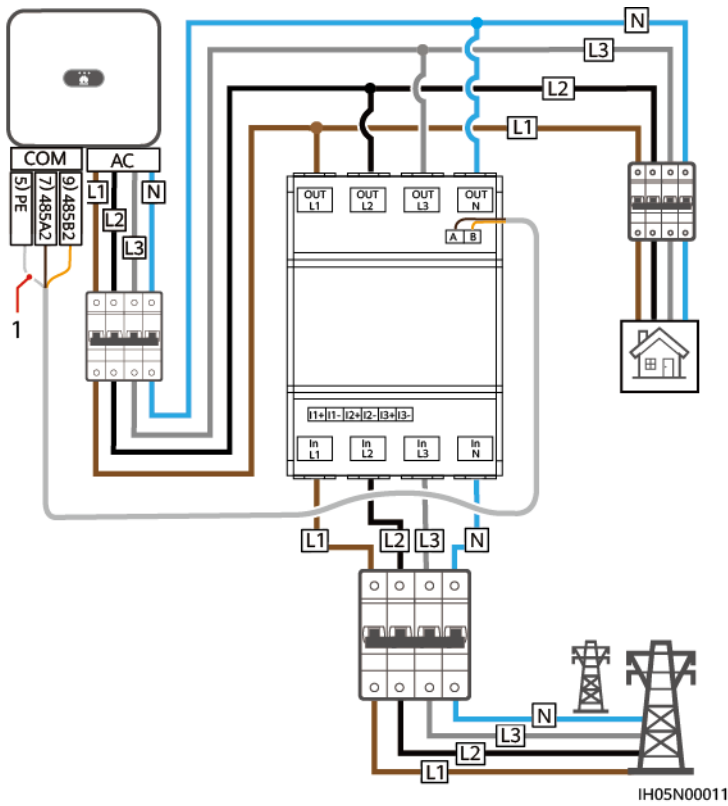 N
L3
L2
L1
COM
AC
5) PE
7) 485A2
9) 485B2
L1
L2
L3
N
1
OUT
L1
OUT
L2
OUT
L3
OUT
N
A B
I1+ I1- I2+ I2- I3+ I3-
In
L1
In
L2
In
L3
In
N
L1
L2
L3
N
N
L3
L2
L1
IH05N00011